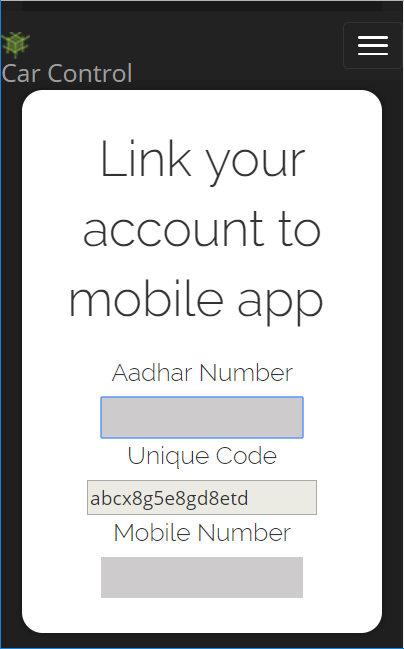 Car Control
Link your
account to
mobile app
Aadhar Number
Unique Code
abcx8g5e8gd8etd
Mobile Number